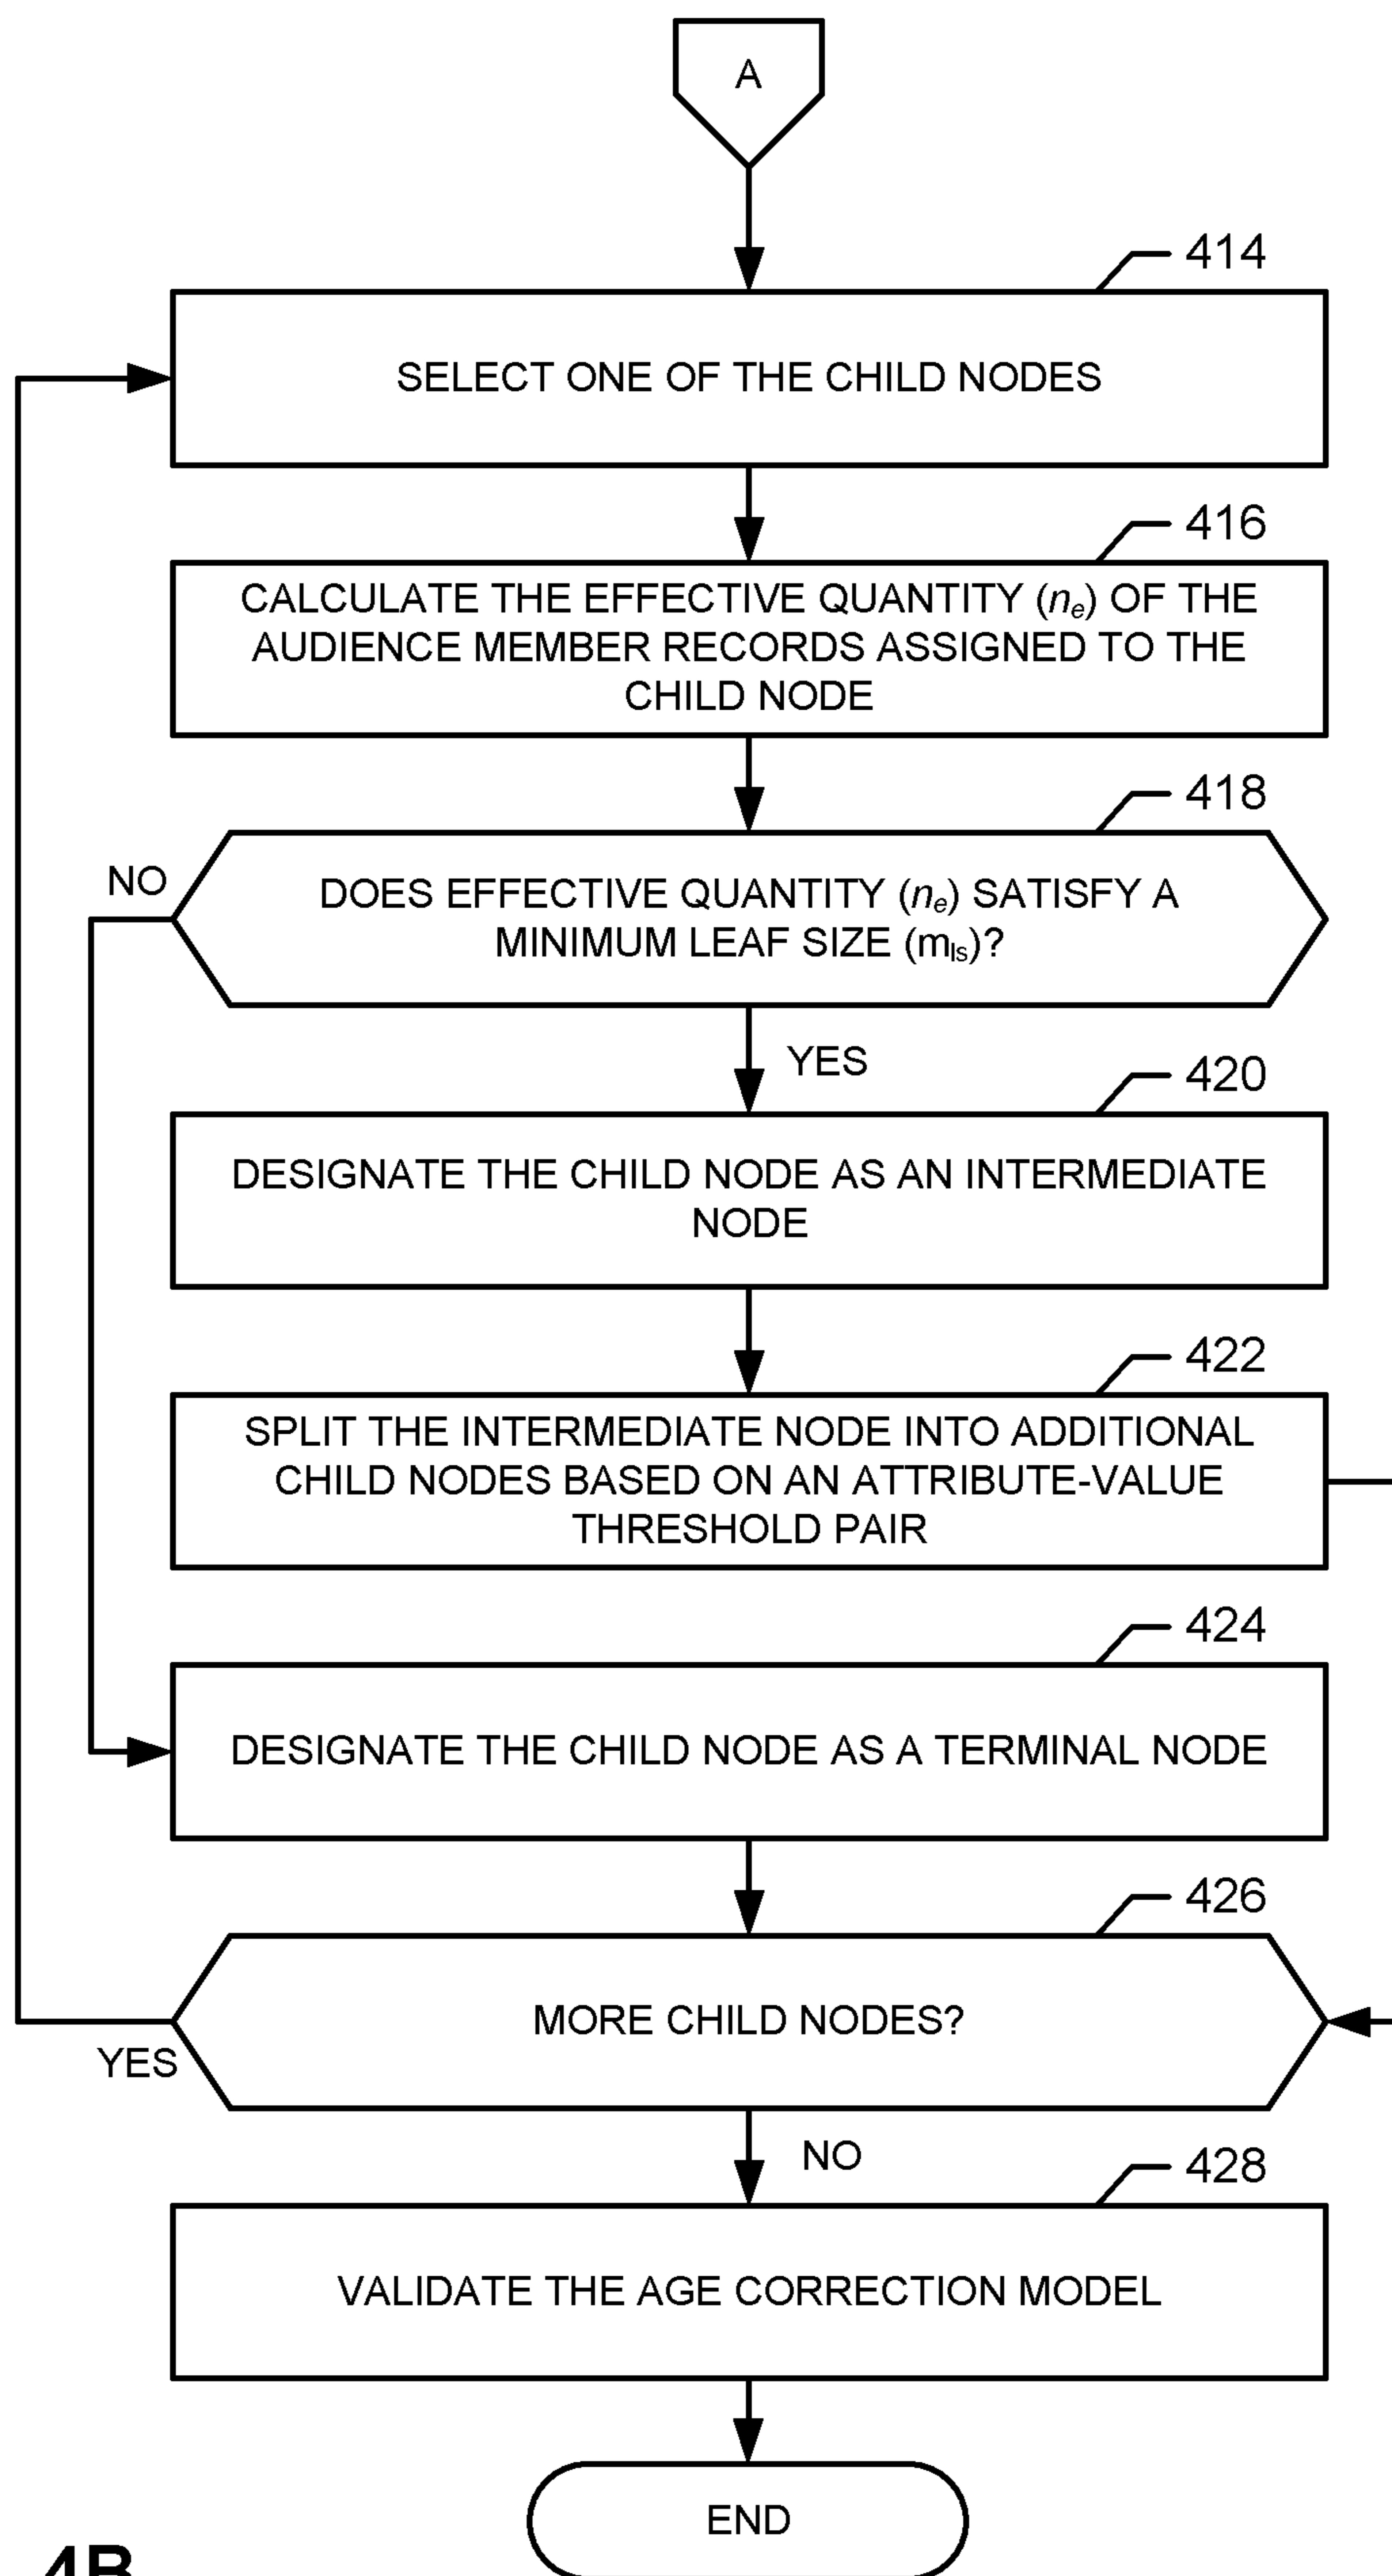 A
414
SELECT ONE OF THE CHILD NODES
416
CALCULATE THE EFFECTIVE QUANTITY (nₑ) OF THE
AUDIENCE MEMBER RECORDS ASSIGNED TO THE
CHILD NODE
418
NO
DOES EFFECTIVE QUANTITY (nₑ) SATISFY A
MINIMUM LEAF SIZE (mₗₛ)?
YES
420
DESIGNATE THE CHILD NODE AS AN INTERMEDIATE
NODE
422
SPLIT THE INTERMEDIATE NODE INTO ADDITIONAL
CHILD NODES BASED ON AN ATTRIBUTE-VALUE
THRESHOLD PAIR
424
DESIGNATE THE CHILD NODE AS A TERMINAL NODE
426
MORE CHILD NODES?
YES
NO
428
VALIDATE THE AGE CORRECTION MODEL
END
4B